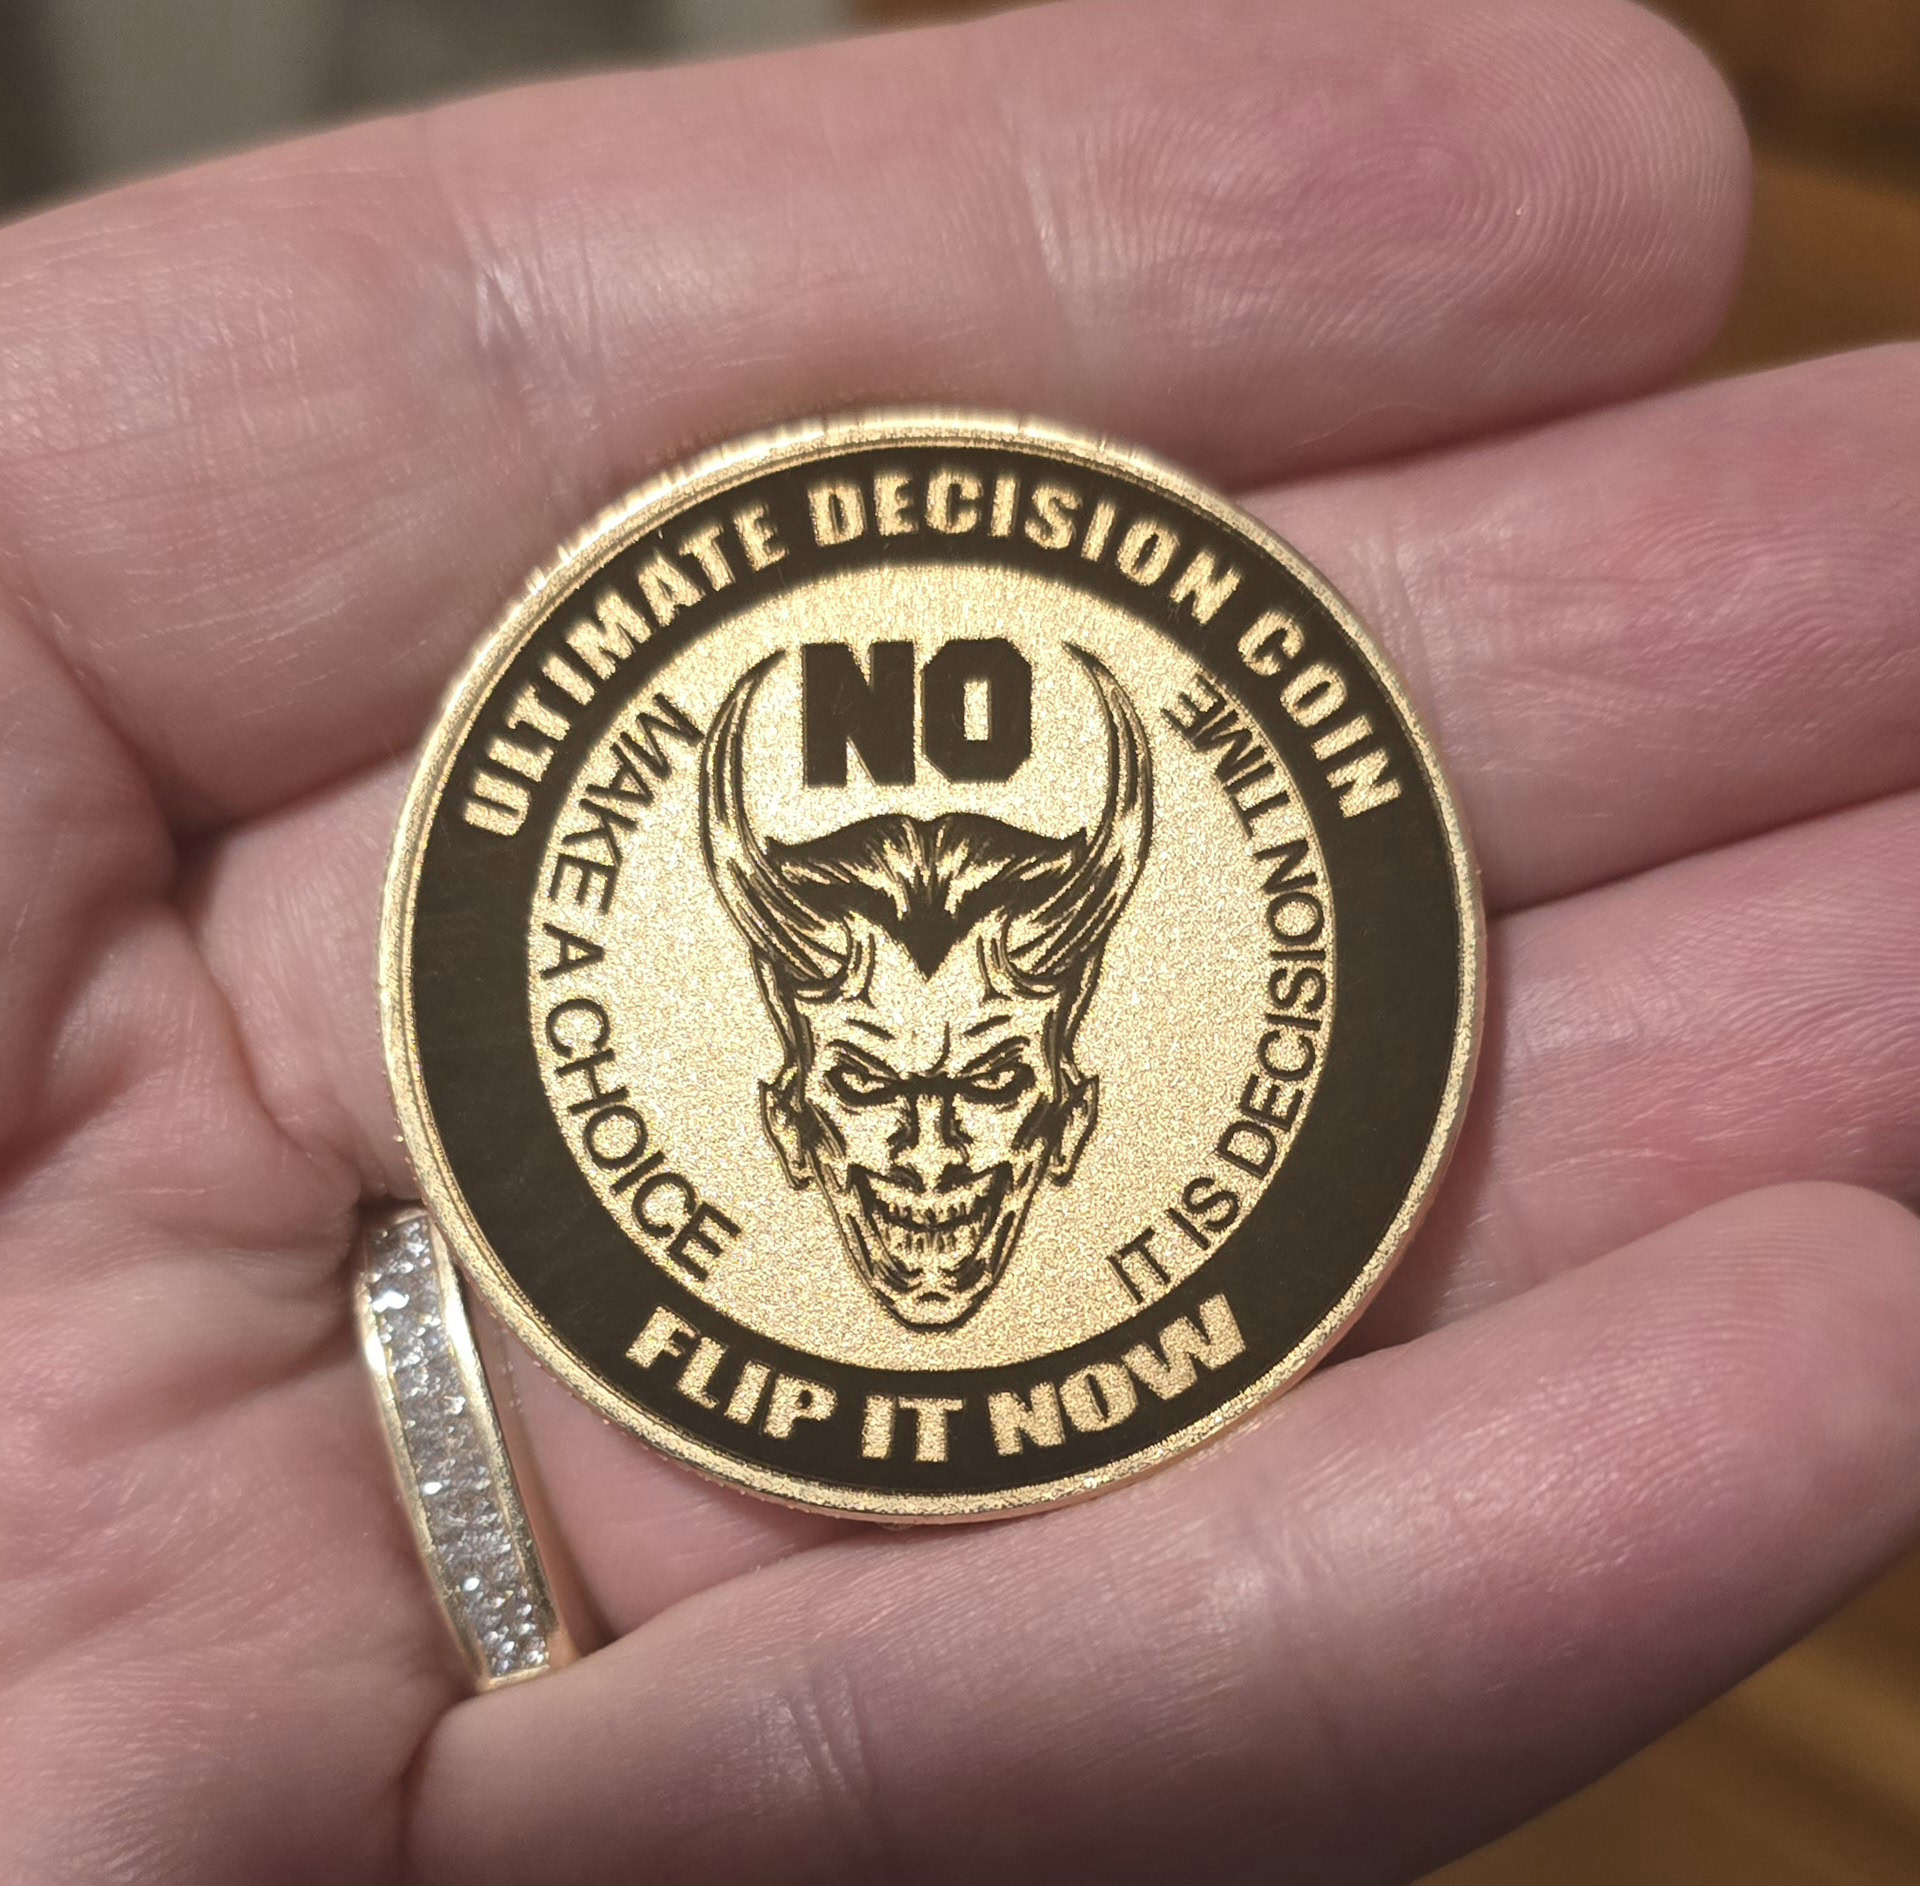 ULTIMATE DECISION COIN
NO
MAKE A CHOICE
IT IS DECISION TIME
FLIP IT NOW